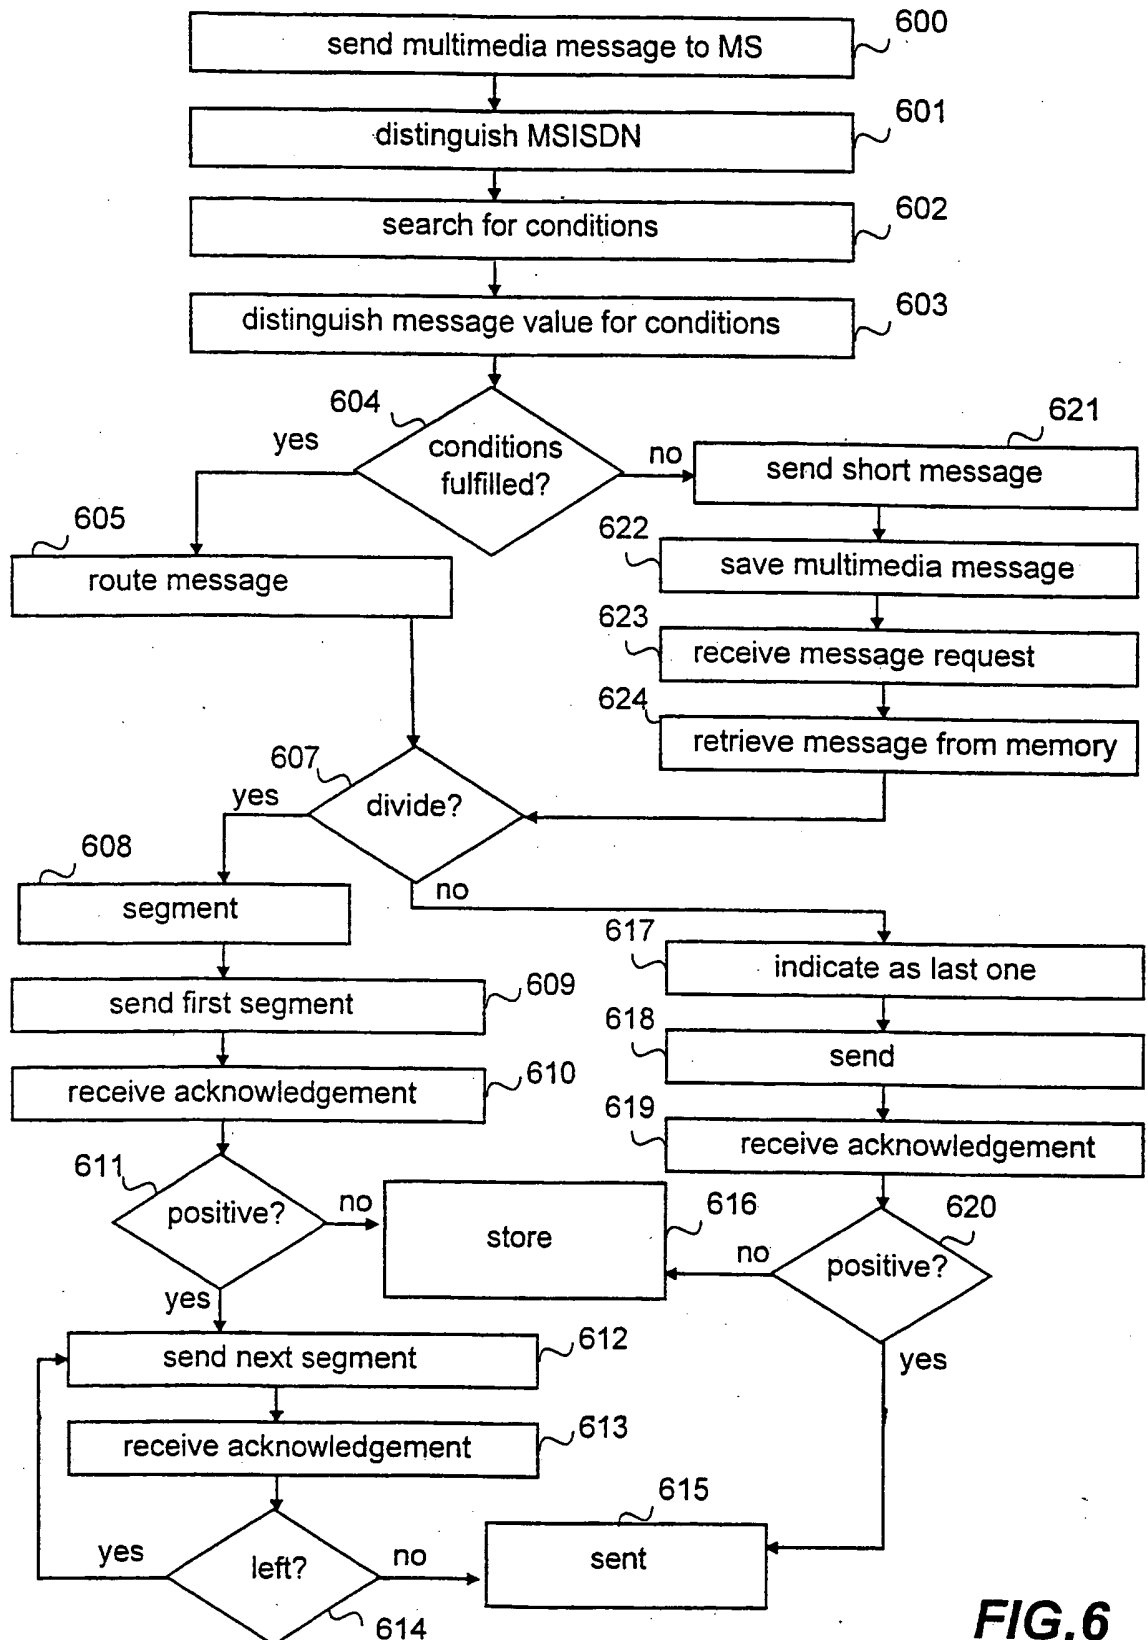 600
send multimedia message to MS
601
distinguish MSISDN
602
search for conditions
603
distinguish message value for conditions
604
yes
conditions
fulfilled?
no
621
send short message
605
route message
622
save multimedia message
623
receive message request
624
retrieve message from memory
607
yes
divide?
no
608
segment
617
indicate as last one
609
send first segment
618
send
610
receive acknowledgement
619
receive acknowledgement
611
positive?
no
616
store
620
no
positive?
yes
yes
612
send next segment
613
receive acknowledgement
615
sent
yes
left?
no
614
FIG.6